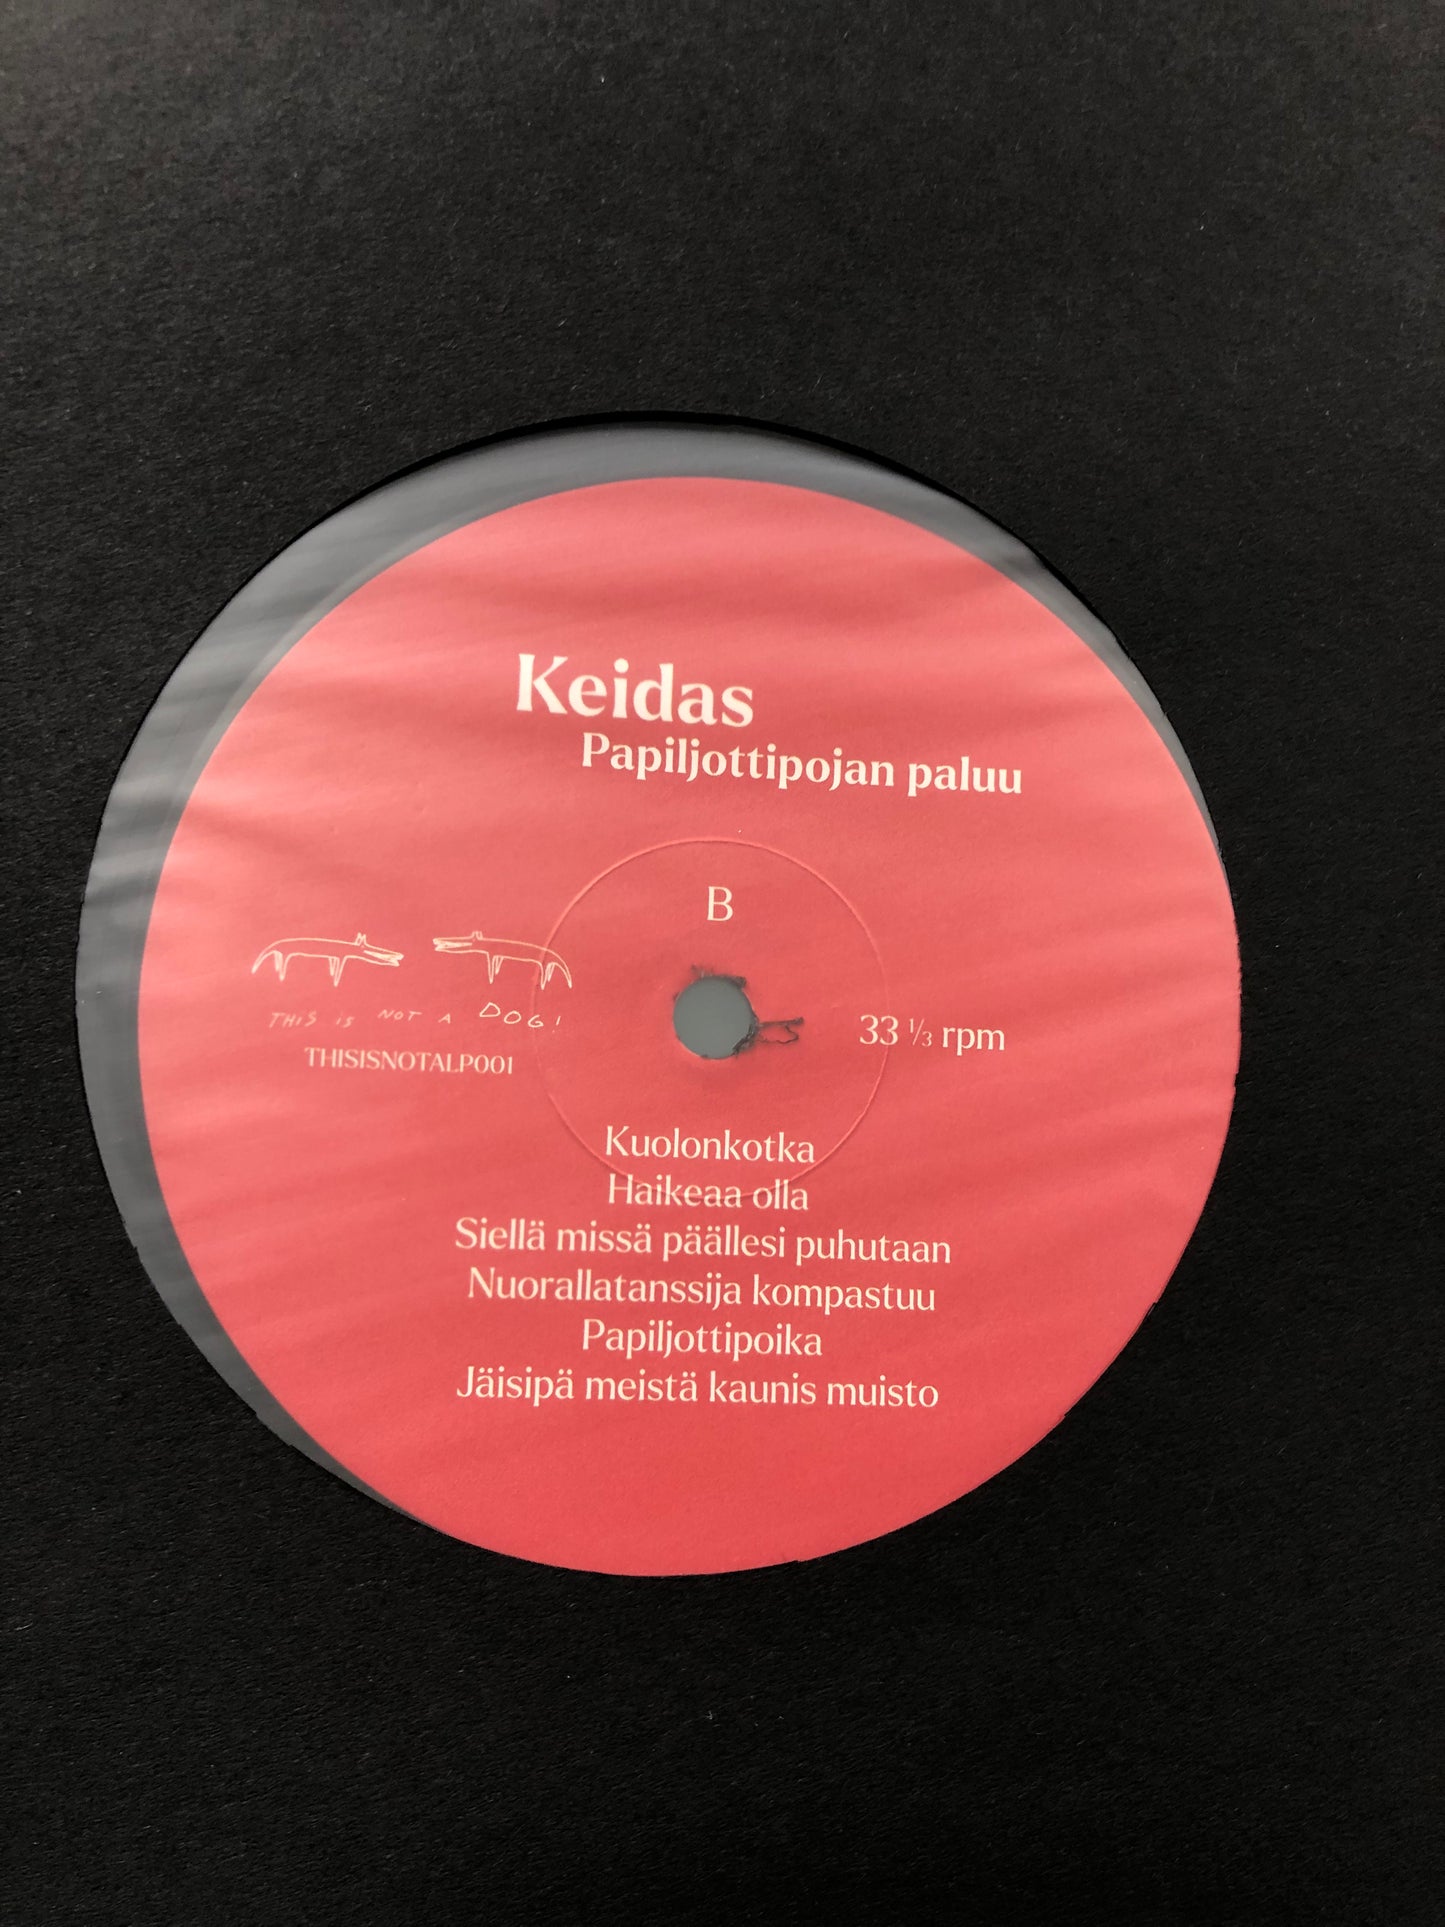 Keidas
Papiljottipojan paluu
B
THIS is NOT A DOG!
THISISNOTALP001
33 1/3 rpm
Kuolonkotka
Haikeaa olla
Siellä missä päällesi puhutaan
Nuorallatanssija kompastuu
Papiljottipoika
Jäisipä meistä kaunis muisto